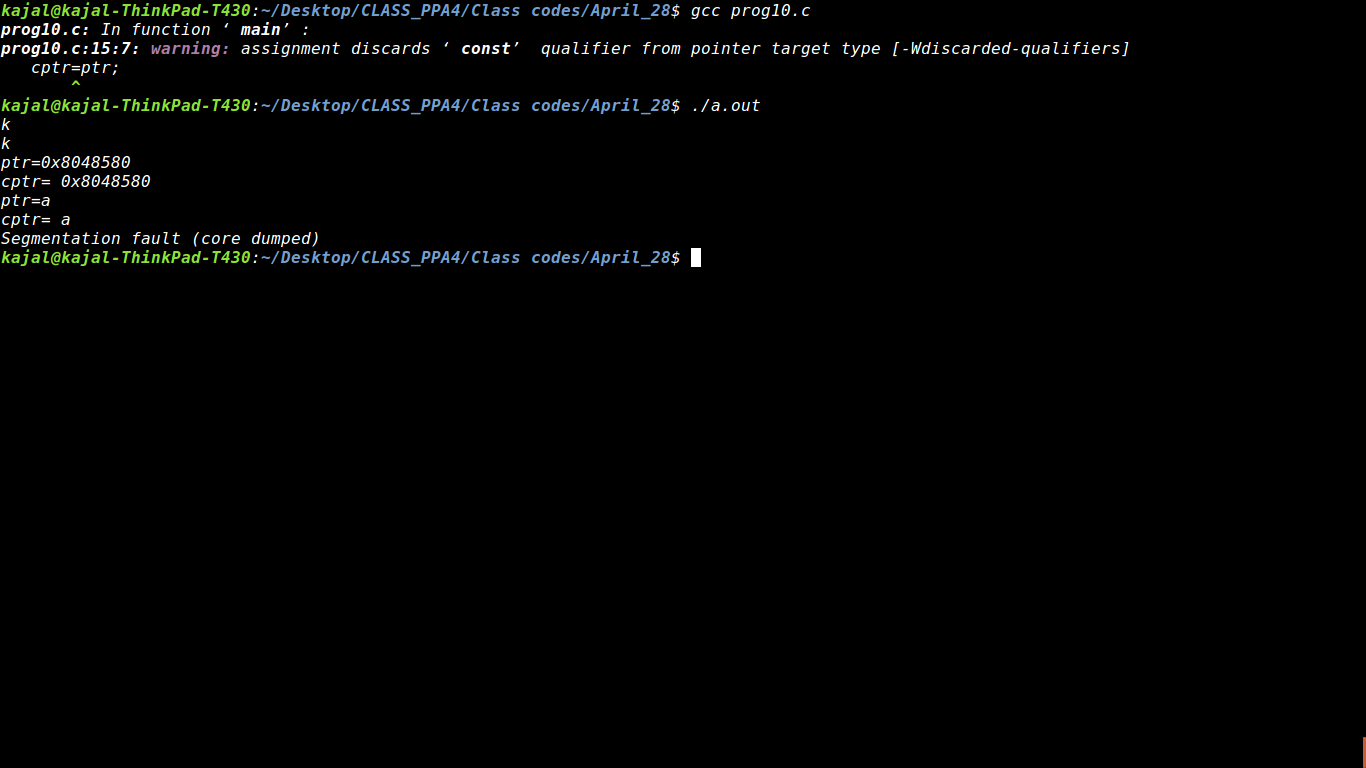 kajal@kajal-ThinkPad-T430:~/Desktop/CLASS_PPA4/Class codes/April_28$ gcc prog10.c
prog10.c: In function ‘ main’ :
prog10.c:15:7: warning: assignment discards ‘ const’  qualifier from pointer target type [-Wdiscarded-qualifiers]
   cptr=ptr;
       ^
kajal@kajal-ThinkPad-T430:~/Desktop/CLASS_PPA4/Class codes/April_28$ ./a.out
k
k
ptr=0x8048580
cptr= 0x8048580
ptr=a
cptr= a
Segmentation fault (core dumped)
kajal@kajal-ThinkPad-T430:~/Desktop/CLASS_PPA4/Class codes/April_28$